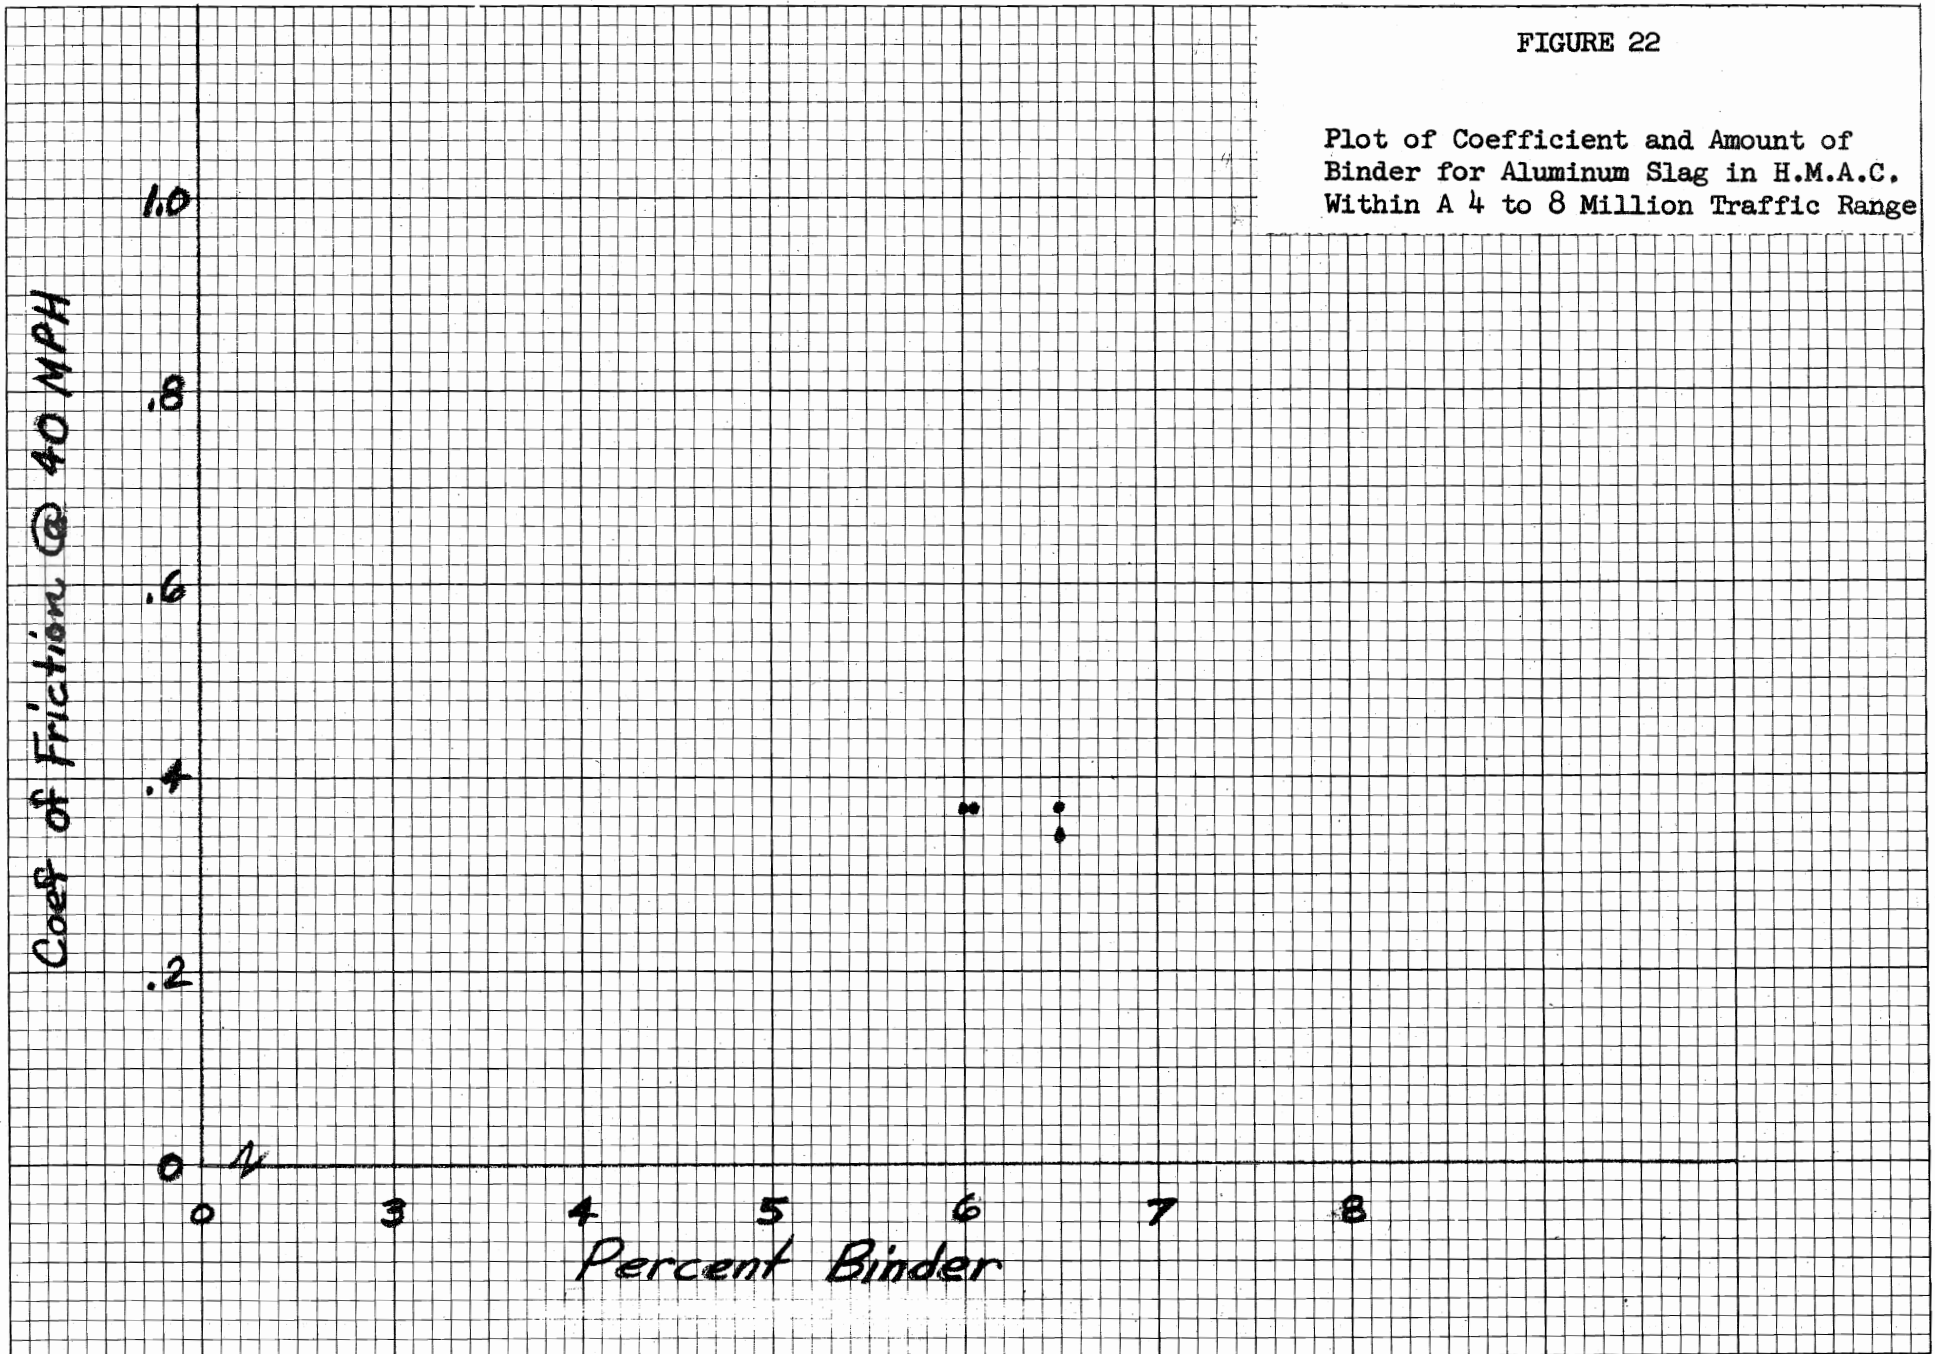 FIGURE 22
Plot of Coefficient and Amount of
Binder for Aluminum Slag in H.M.A.C.
Within A 4 to 8 Million Traffic Range
Coef of Friction @ 40 MPH
1.0
.8
.6
.4
.2
0
0 3 4 5 6 7 8
Percent Binder